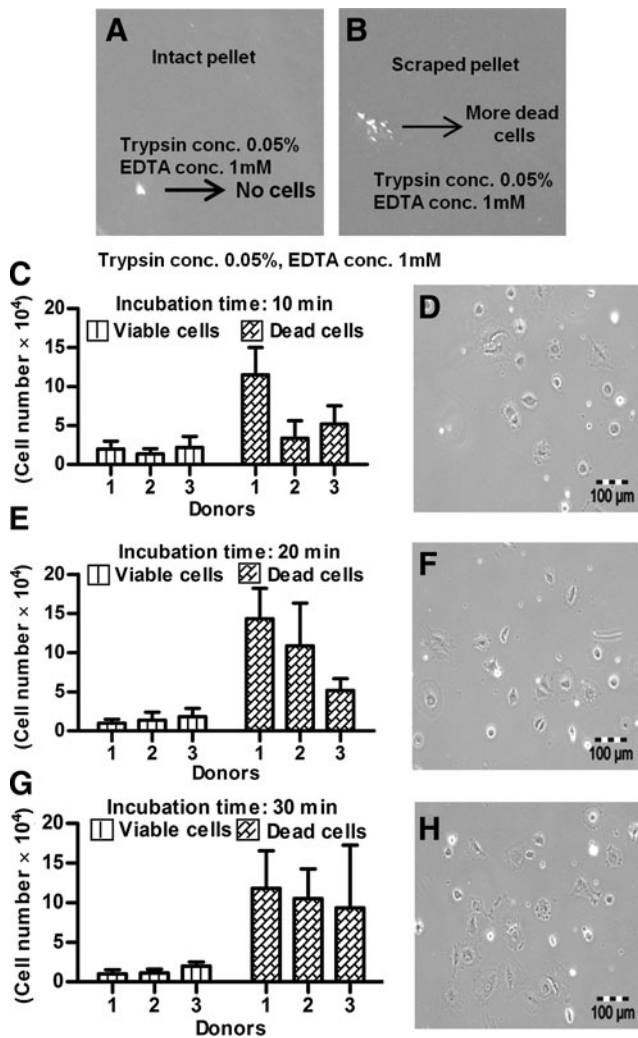 A
Intact pellet
Trypsin conc. 0.05%
EDTA conc. 1mM
No cells
B
Scraped pellet
More dead
cells
Trypsin conc. 0.05%
EDTA conc. 1mM
Trypsin conc. 0.05%, EDTA conc. 1mM
C
Incubation time: 10 min
Viable cells Dead cells
(Cell number × 10⁴)
20
15
10
5
0
1 2 3 1 2 3
Donors
D
100 µm
E
Incubation time: 20 min
Viable cells Dead cells
(Cell number × 10⁴)
20
15
10
5
0
1 2 3 1 2 3
Donors
F
100 µm
G
Incubation time: 30 min
Viable cells Dead cells
(Cell number × 10⁴)
20
15
10
5
0
1 2 3 1 2 3
Donors
H
100 µm